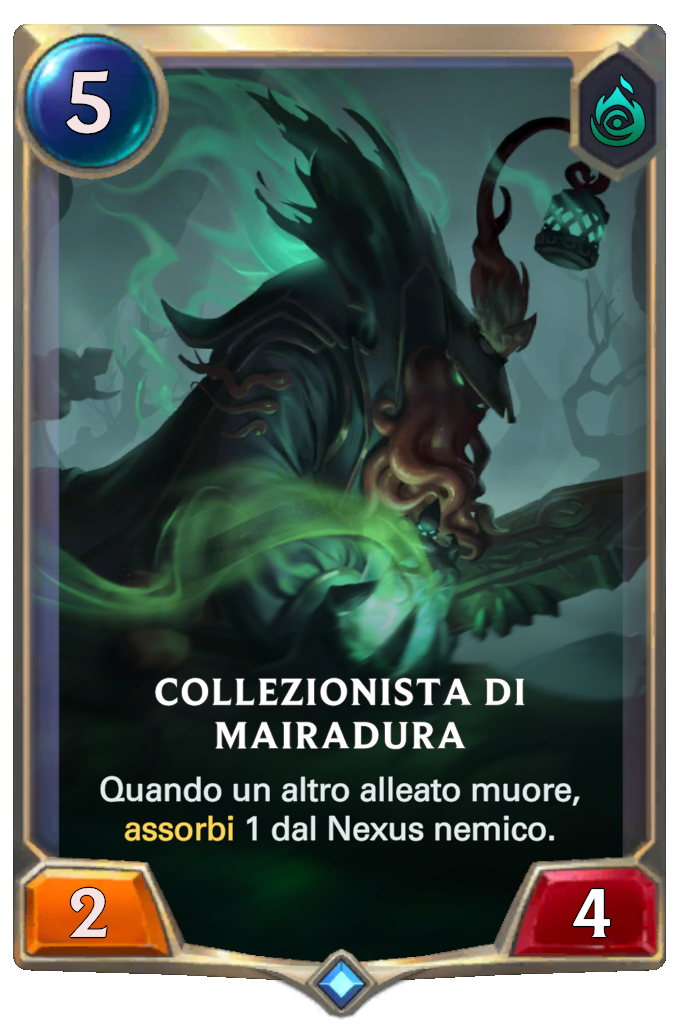 5
COLLEZIONISTA DI
MAIRADURA
Quando un altro alleato muore,
assorbi 1 dal Nexus nemico.
2
4